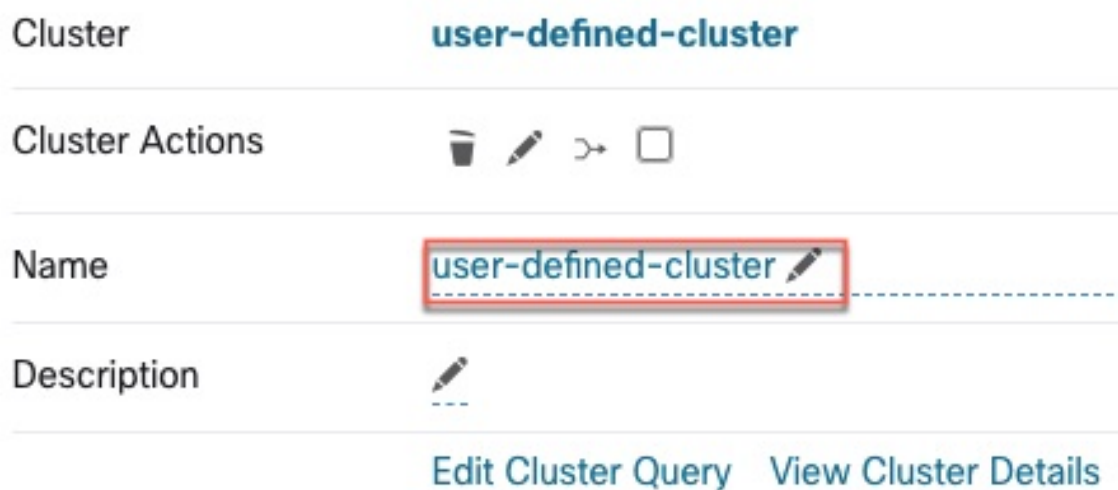 Cluster user-defined-cluster
Cluster Actions
Name user-defined-cluster
Description
Edit Cluster Query View Cluster Details